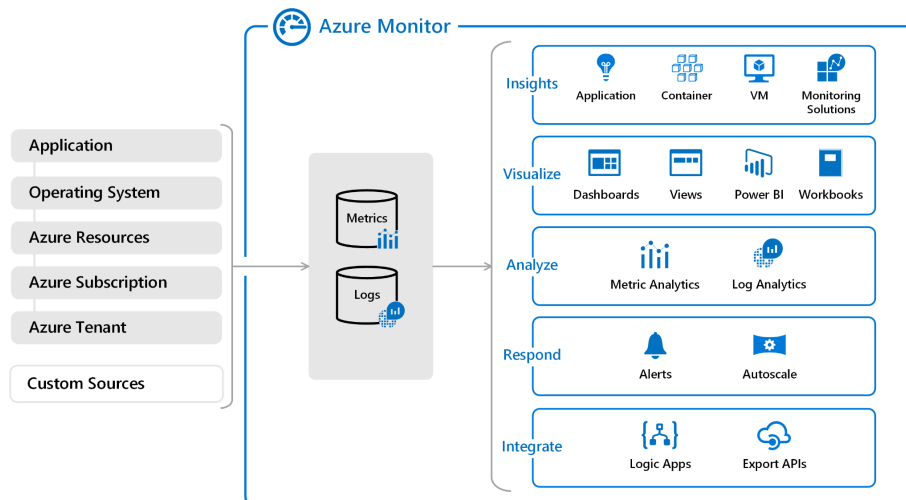 Azure Monitor
Application
Operating System
Azure Resources
Azure Subscription
Azure Tenant
Custom Sources
Metrics
Logs
Insights
Application
Container
VM
Monitoring
Solutions
Visualize
Dashboards
Views
Power BI
Workbooks
Analyze
Metric Analytics
Log Analytics
Respond
Alerts
Autoscale
Integrate
Logic Apps
Export APIs